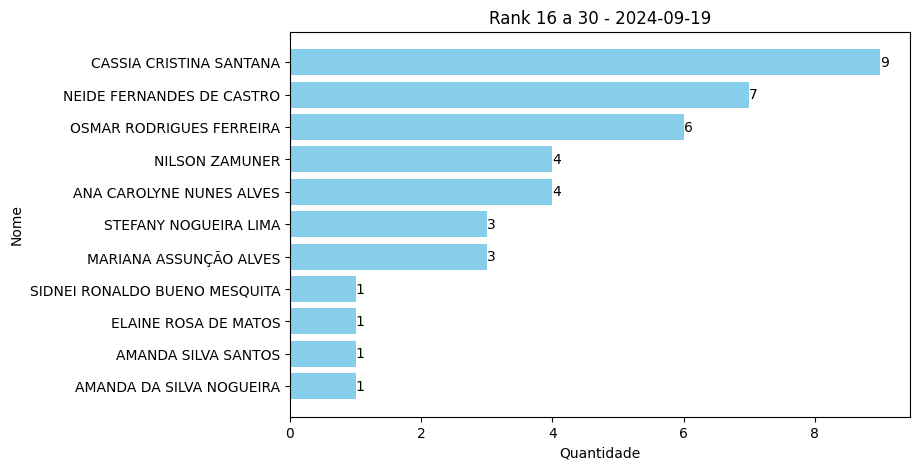 Rank 16 a 30 - 2024-09-19
CASSIA CRISTINA SANTANA 9
NEIDE FERNANDES DE CASTRO 7
OSMAR RODRIGUES FERREIRA 6
NILSON ZAMUNER 4
ANA CAROLYNE NUNES ALVES 4
STEFANY NOGUEIRA LIMA 3
MARIANA ASSUNÇÃO ALVES 3
SIDNEI RONALDO BUENO MESQUITA 1
ELAINE ROSA DE MATOS 1
AMANDA SILVA SANTOS 1
AMANDA DA SILVA NOGUEIRA 1
Nome
0 2 4 6 8
Quantidade